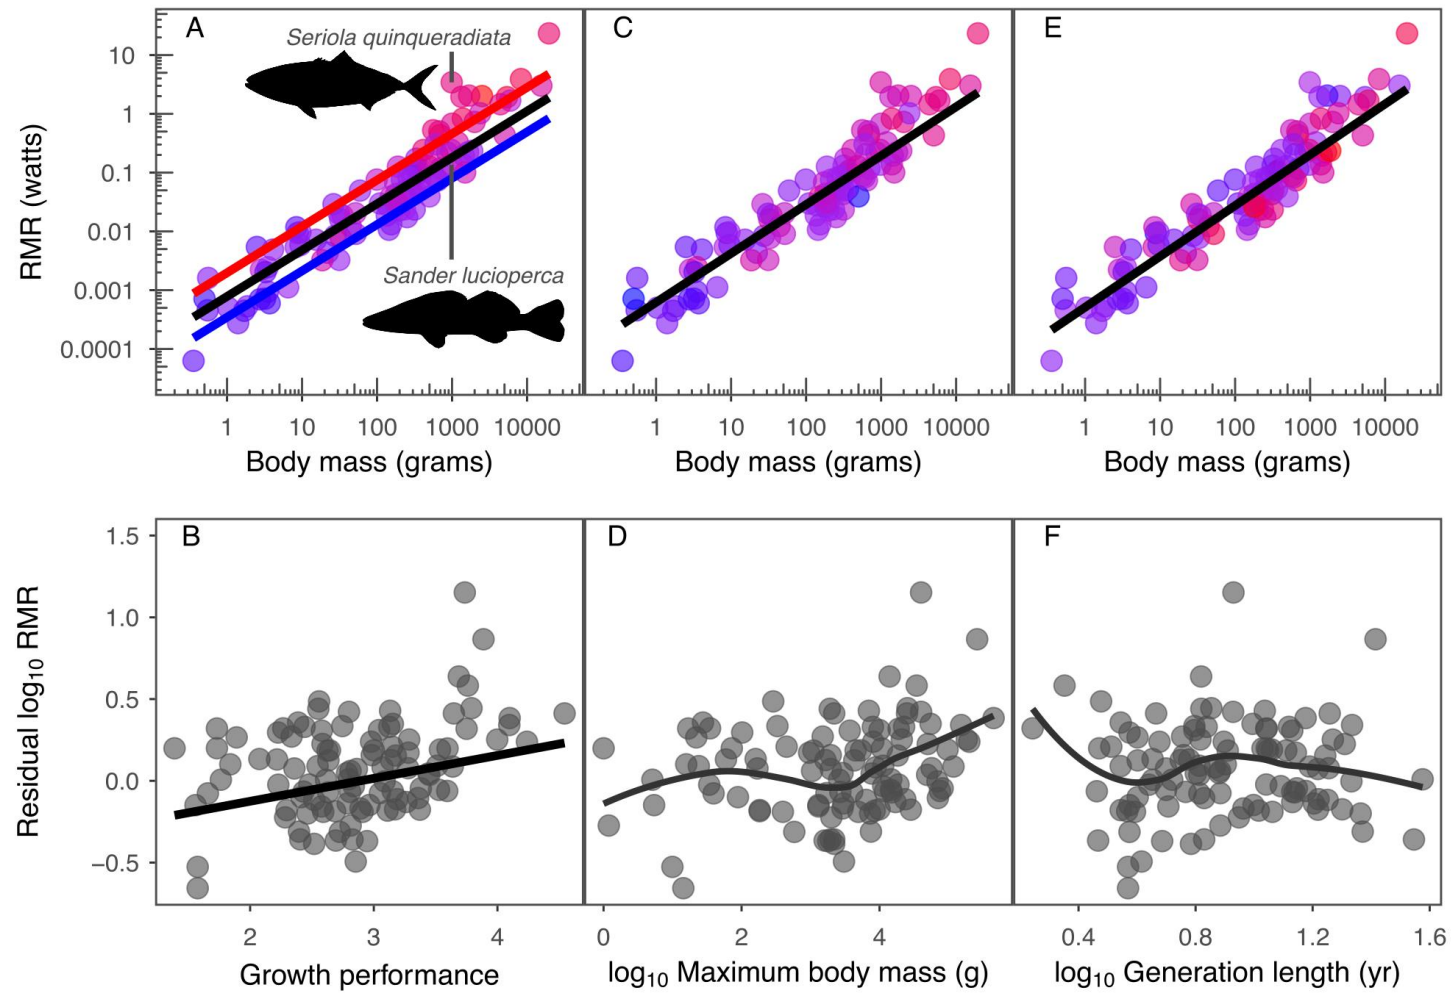 A
C
E
Seriola quinqueradiata
Sander lucioperca
RMR (watts)
10
1
0.1
0.01
0.001
0.0001
1 10 100 1000 10000
1 10 100 1000 10000
1 10 100 1000 10000
Body mass (grams)
Body mass (grams)
Body mass (grams)
B
D
F
Residual log₁₀ RMR
1.5
1.0
0.5
0.0
−0.5
2 3 4
0 2 4
0.4 0.8 1.2 1.6
Growth performance
log₁₀ Maximum body mass (g)
log₁₀ Generation length (yr)